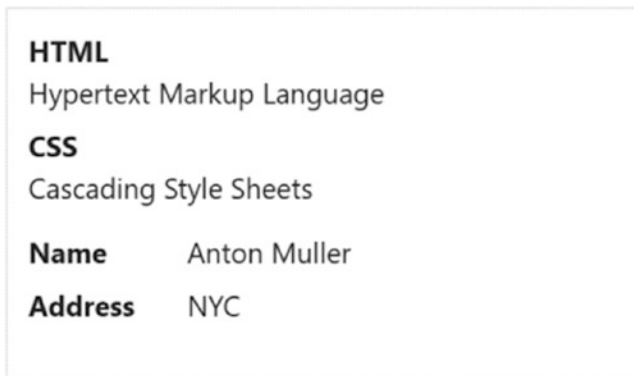 HTML
Hypertext Markup Language
CSS
Cascading Style Sheets
Name Anton Muller
Address NYC